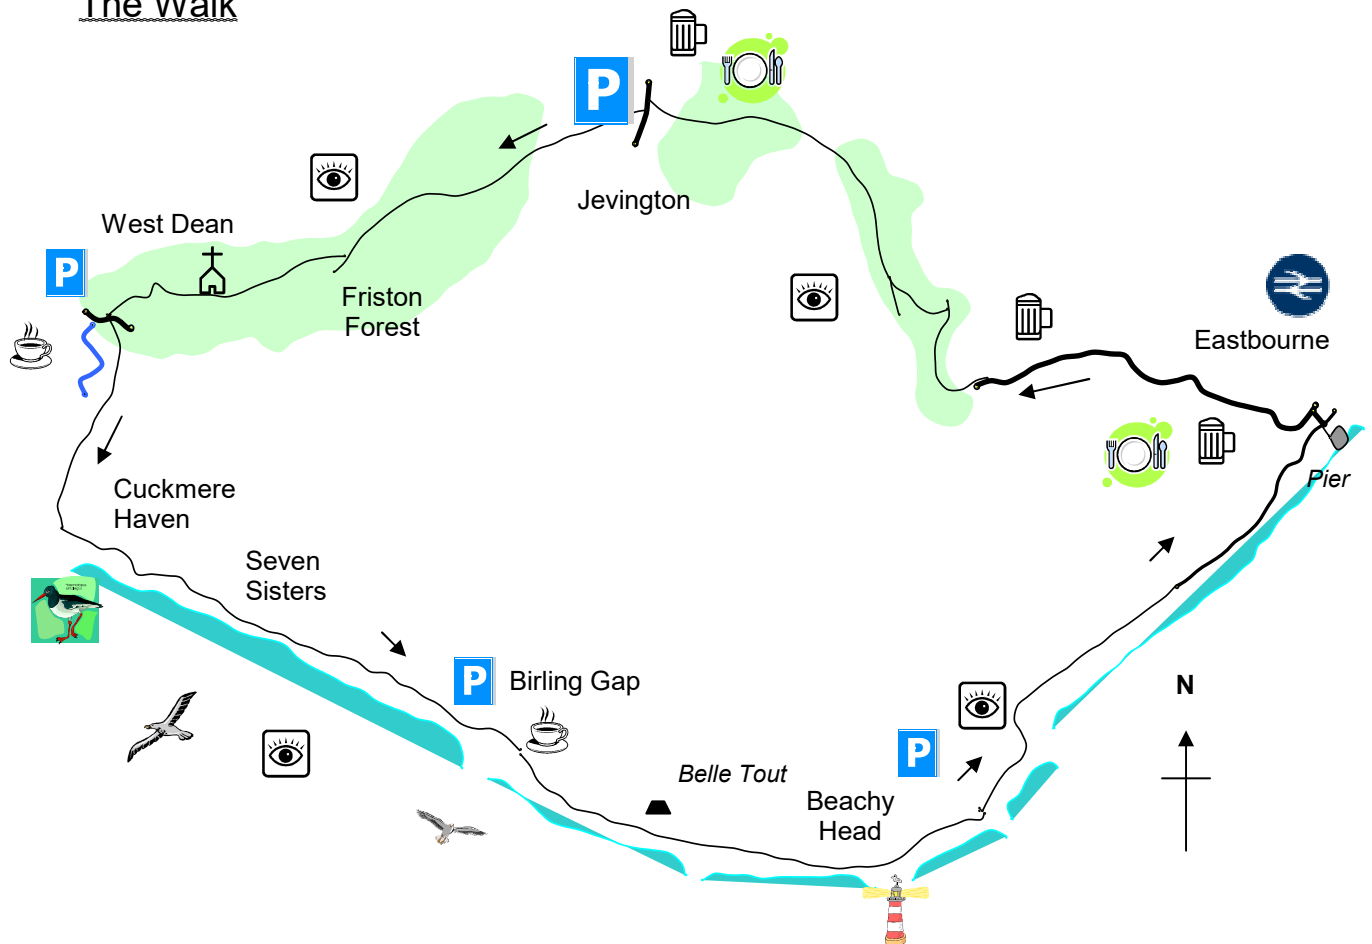 The Walk
P
Jevington
West Dean
P
Friston
Forest
Eastbourne
Pier
Cuckmere
Haven
Seven
Sisters
P
Birling Gap
N
P
Belle Tout
Beachy
Head